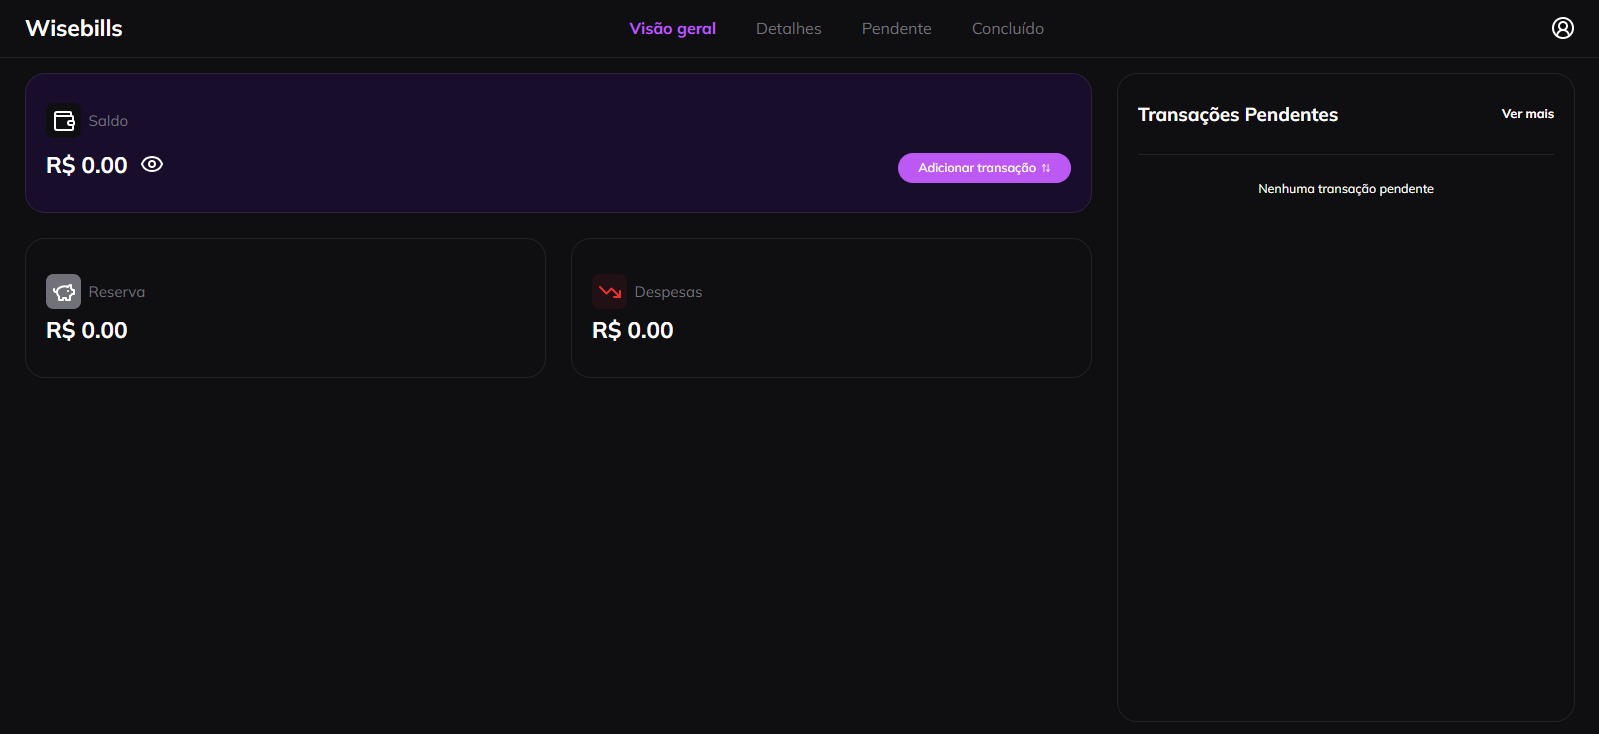 Wisebills
Visão geral
Detalhes
Pendente
Concluído
Saldo
R$ 0.00
Adicionar transação
Reserva
R$ 0.00
Despesas
R$ 0.00
Transações Pendentes
Ver mais
Nenhuma transação pendente